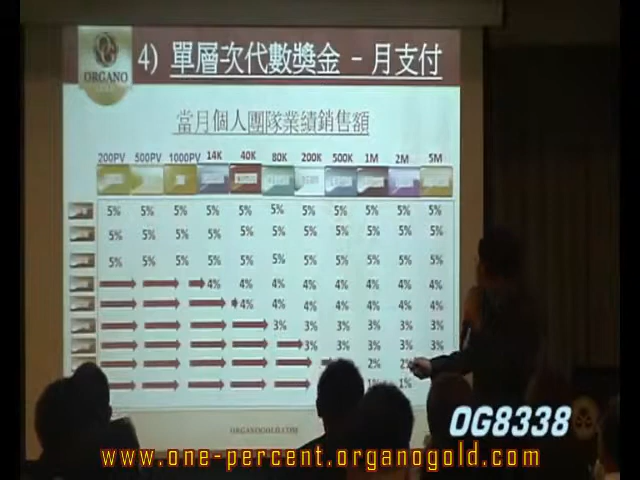 ORGANO
GOLD
4) 單層次代數獎金 - 月支付
當月個人團隊業績銷售額
200PV 500PV 1000PV 14K 40K 80K 200K 500K 1M 2M 5M
5% 5% 5% 5% 5% 5% 5% 5% 5% 5% 5%
5% 5% 5% 5% 5% 5% 5% 5% 5% 5% 5%
5% 5% 5% 5% 5% 5% 5% 5% 5% 5% 5%
4% 4% 4% 4% 4% 4% 4% 4%
4% 4% 4% 4% 4% 4% 4%
3% 3% 3% 3% 3% 3%
3% 3% 3% 3% 3%
2% 2%
1% 1%
ORGANOGOLD.COM
OG8338
www.one-percent.organogold.com